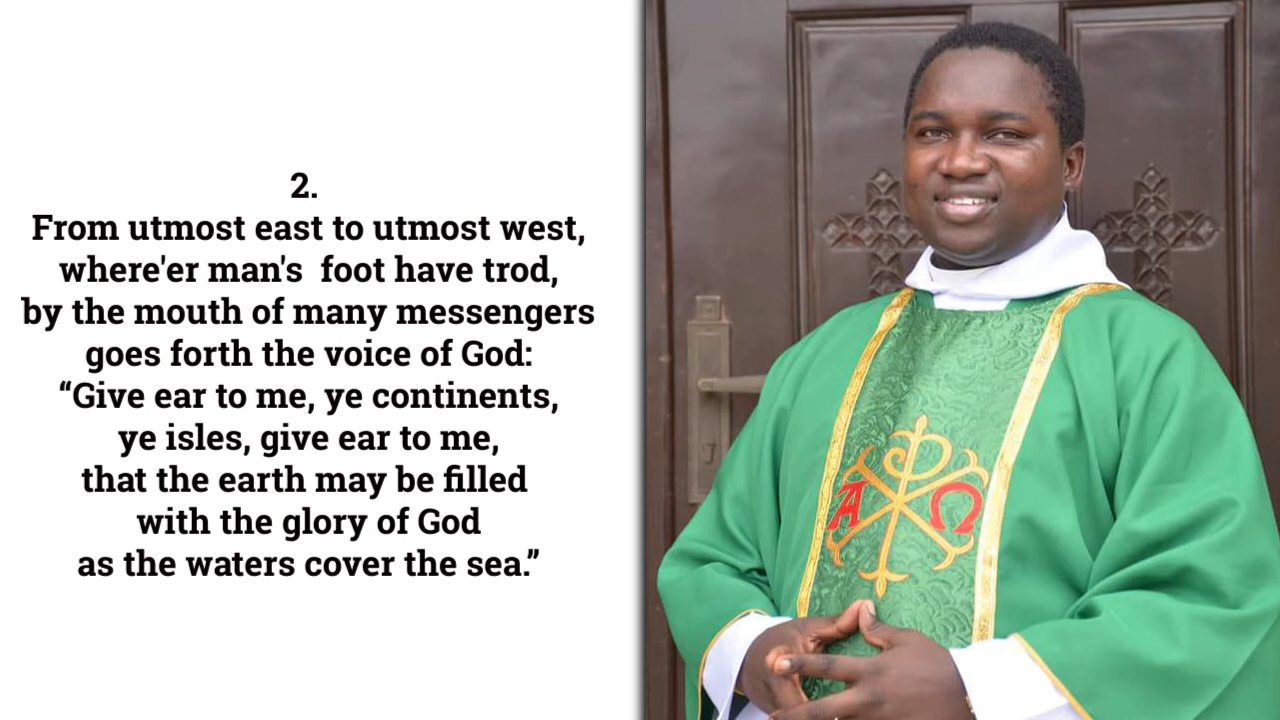 2.
From utmost east to utmost west,
where'er man's  foot have trod,
by the mouth of many messengers
goes forth the voice of God:
“Give ear to me, ye continents,
ye isles, give ear to me,
that the earth may be filled
with the glory of God
as the waters cover the sea.”
Α Ω